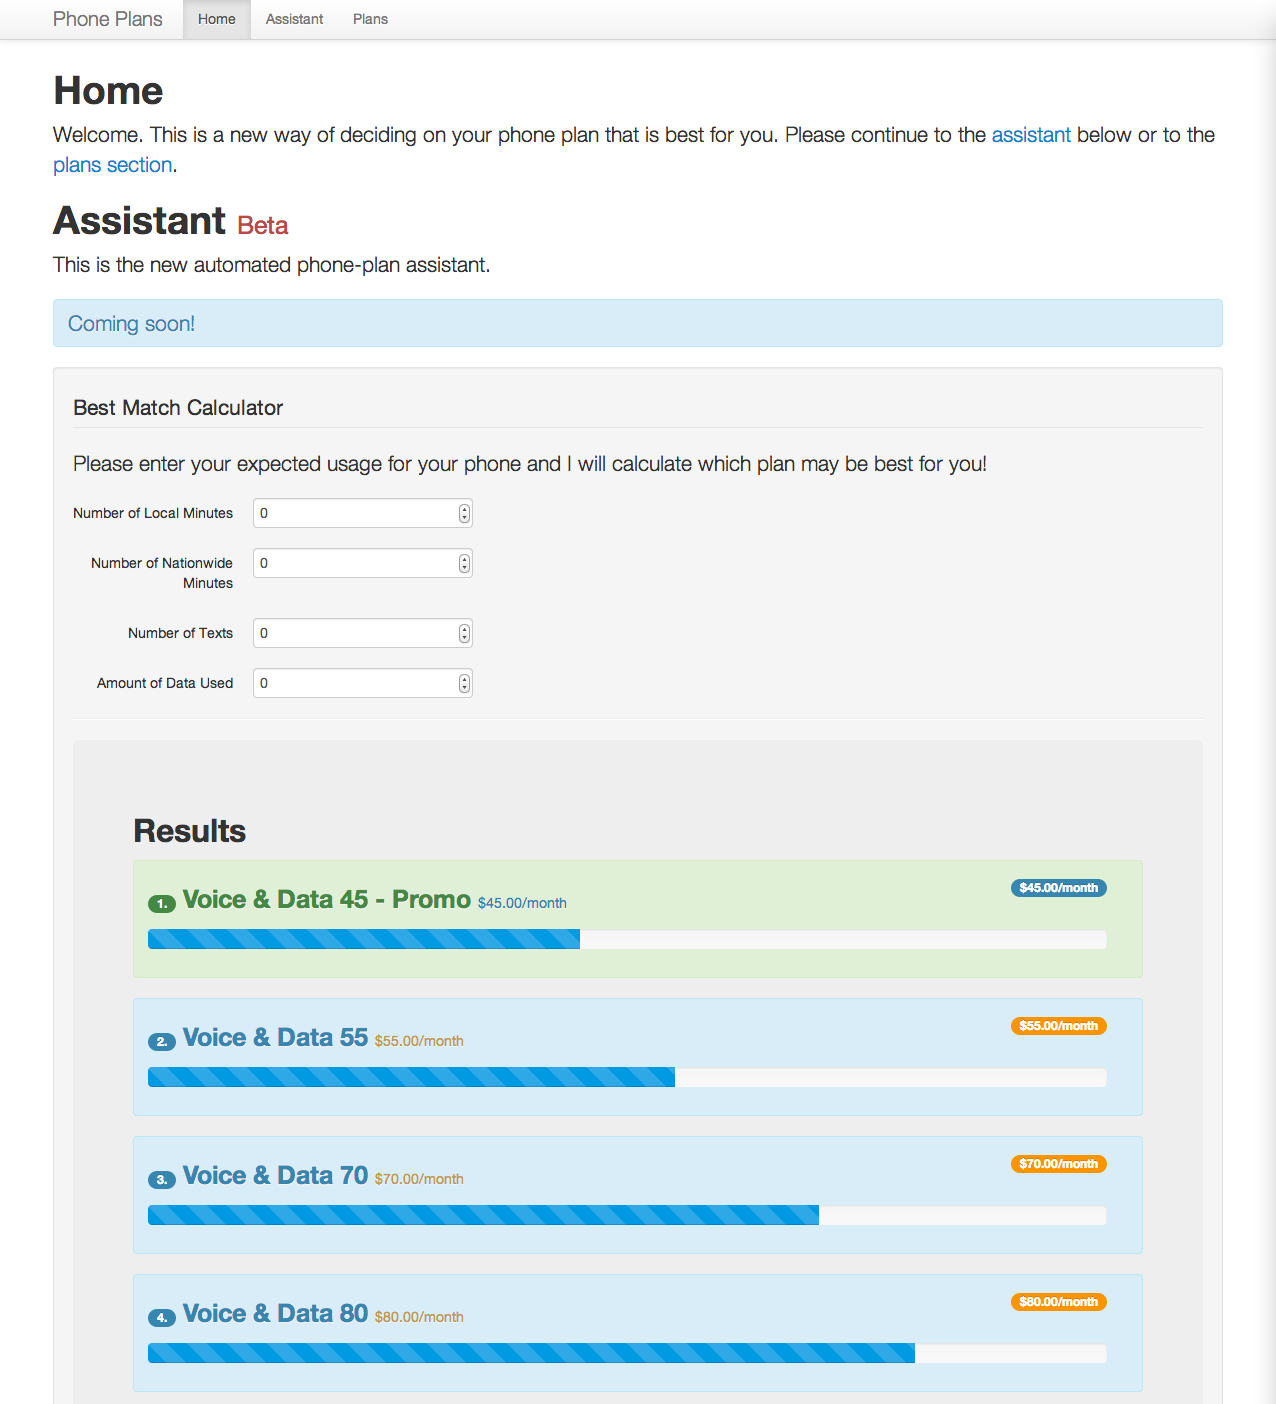 Phone Plans Home Assistant Plans
Home
Welcome. This is a new way of deciding on your phone plan that is best for you. Please continue to the assistant below or to the
plans section.
Assistant Beta
This is the new automated phone-plan assistant.
Coming soon!
Best Match Calculator
Please enter your expected usage for your phone and I will calculate which plan may be best for you!
Number of Local Minutes 0
Number of Nationwide 0
Minutes
Number of Texts 0
Amount of Data Used 0
Results
1. Voice & Data 45 - Promo $45.00/month $45.00/month
2. Voice & Data 55 $55.00/month $55.00/month
3. Voice & Data 70 $70.00/month $70.00/month
4. Voice & Data 80 $80.00/month $80.00/month